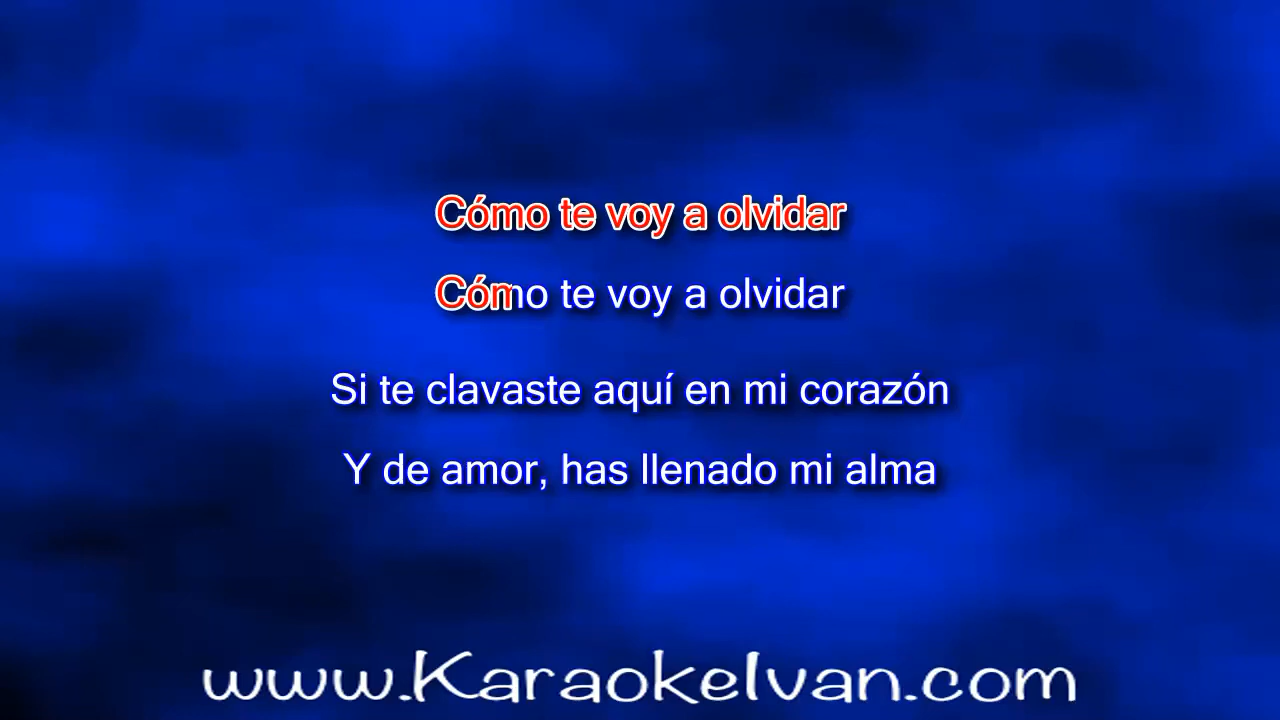 Cómo te voy a olvidar
Cómo te voy a olvidar
Si te clavaste aquí en mi corazón
Y de amor, has llenado mi alma
www.KaraokeIvan.com